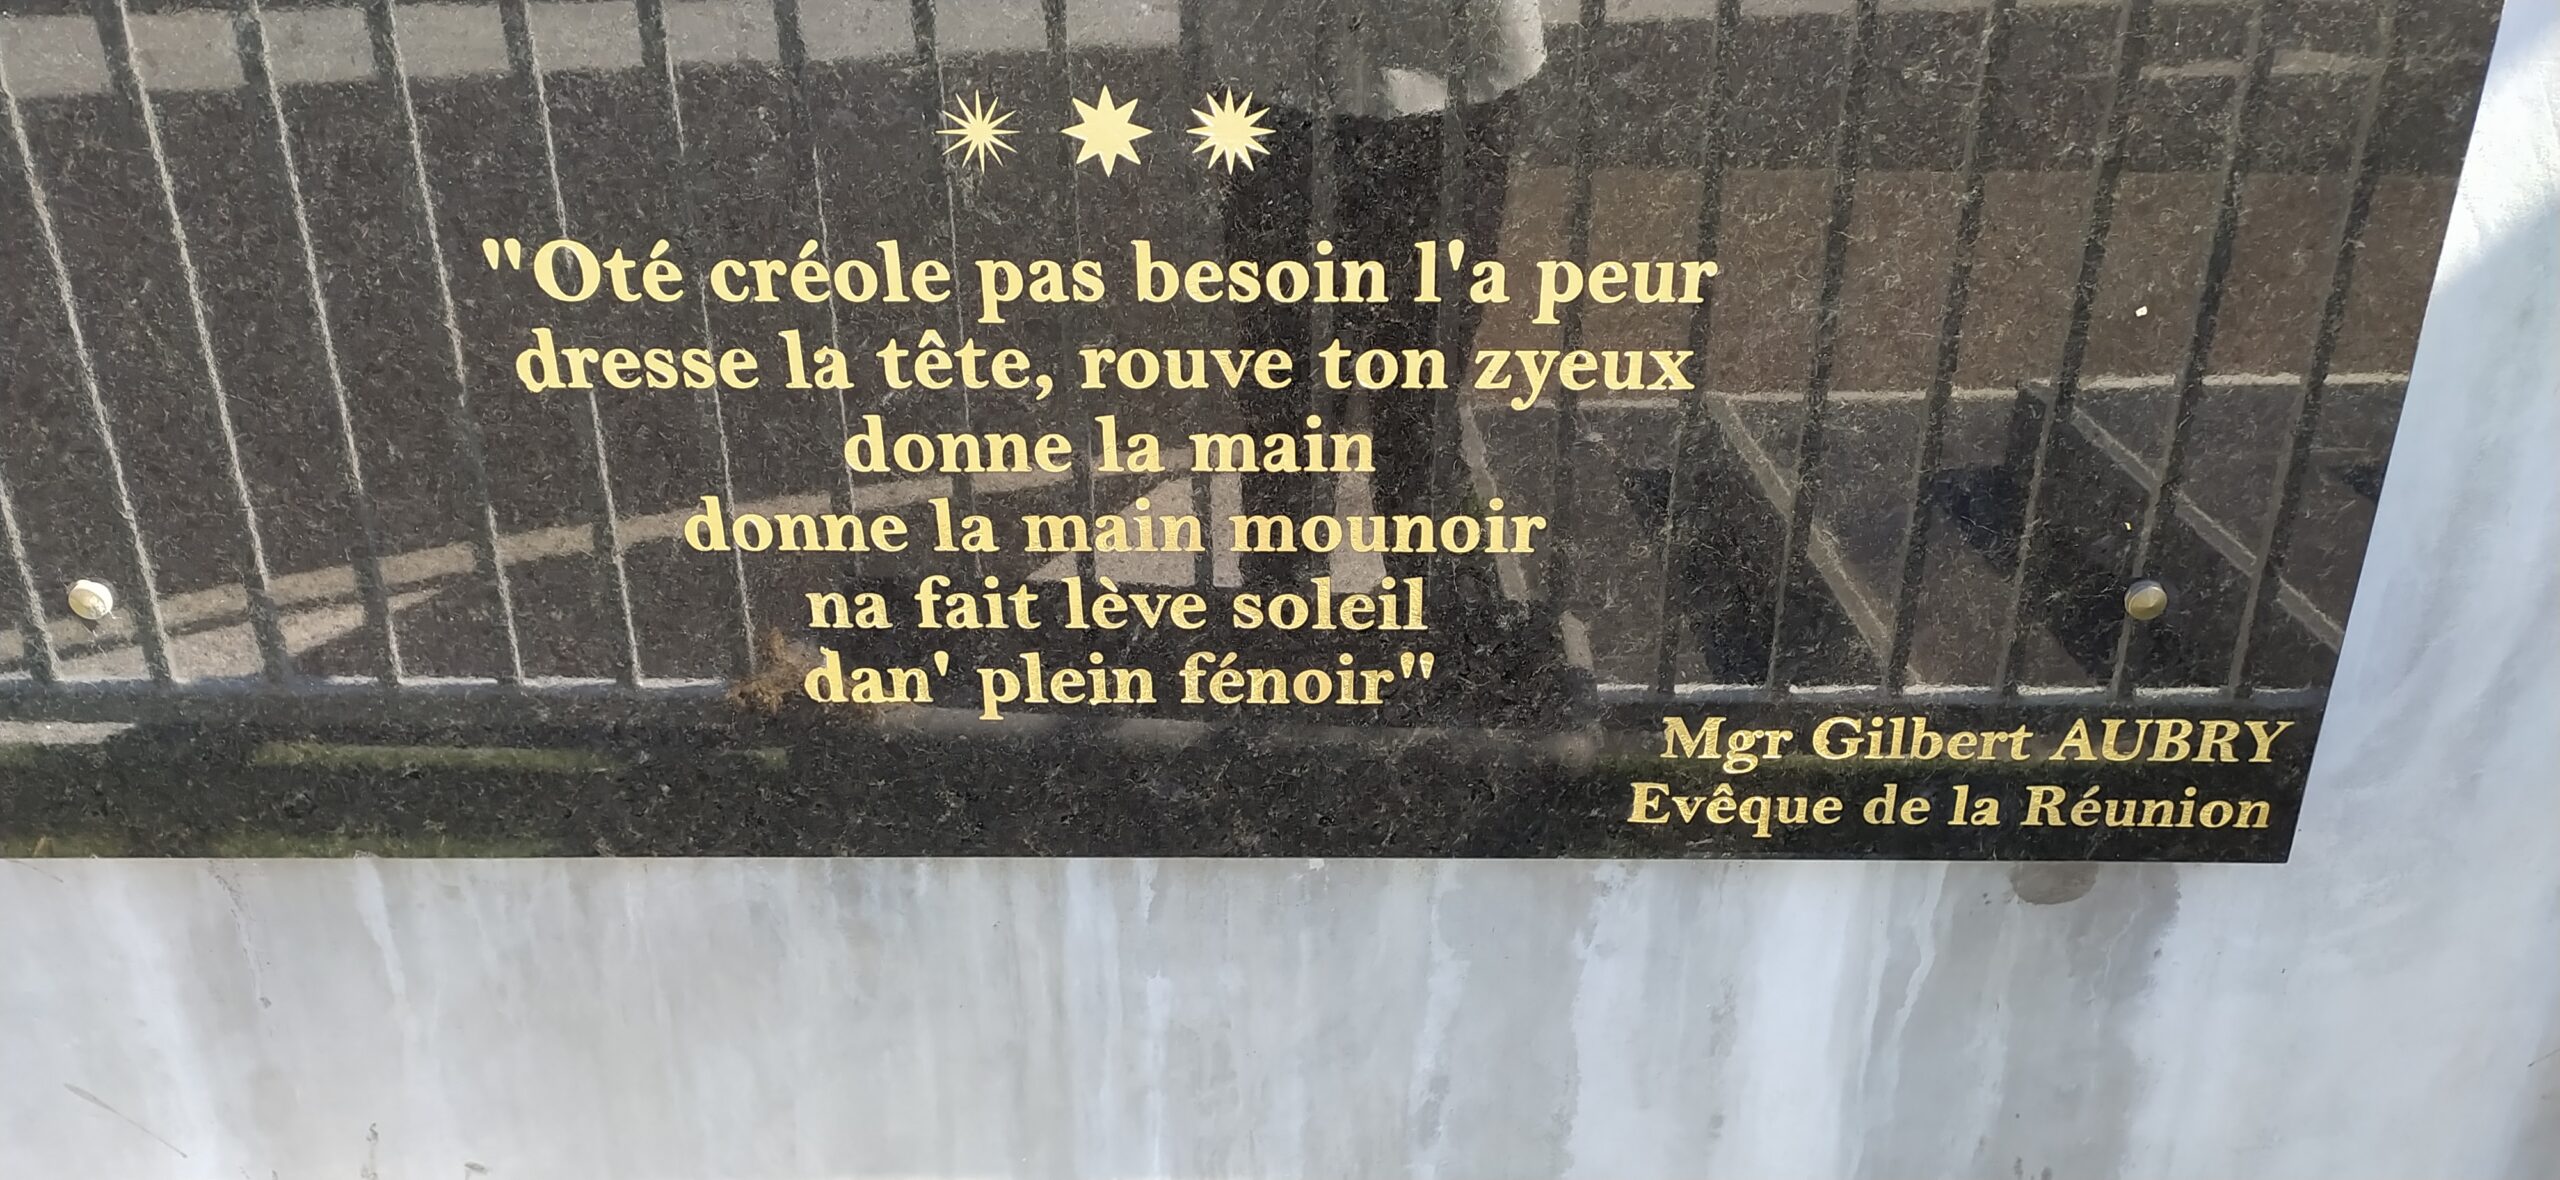 "Oté créole pas besoin l'a peur
dresse la tête, rouve ton zyeux
donne la main
donne la main mounoir
na fait lève soleil
dan' plein fénoir"
Mgr Gilbert AUBRY
Evêque de la Réunion